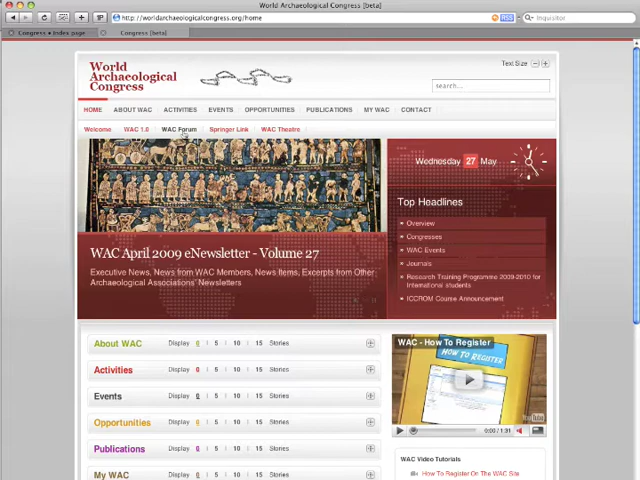 World Archaeological Congress [beta]
http://worldarchaeologicalcongress.org/home
RSS
Inquisitor
Congress • Index page
Congress [beta]
World
Archaeological
Congress
Text Size
search...
HOME ABOUT WAC ACTIVITIES EVENTS OPPORTUNITIES PUBLICATIONS MY WAC CONTACT
Welcome WAC 1.0 WAC Forum Springer Link WAC Theatre
Wednesday 27 May
Top Headlines
» Overview
» Congresses
» WAC Events
» Journals
» Research Training Programme 2009-2010 for
International students
» ICCROM Course Announcement
WAC April 2009 eNewsletter - Volume 27
Executive News, News from WAC Members, News Items, Excerpts from Other
Archaeological Associations' Newsletters
About WAC Display 0 | 5 | 10 | 15 Stories
Activities Display 0 | 5 | 10 | 15 Stories
Events Display 0 | 5 | 10 | 15 Stories
Opportunities Display 0 | 5 | 10 | 15 Stories
Publications Display 0 | 5 | 10 | 15 Stories
My WAC Display 0 | 5 | 10 | 15 Stories
WAC - How To Register
HOW TO REGISTER
YouTube
0:00 / 1:31
WAC Video Tutorials
How To Register On The WAC Site